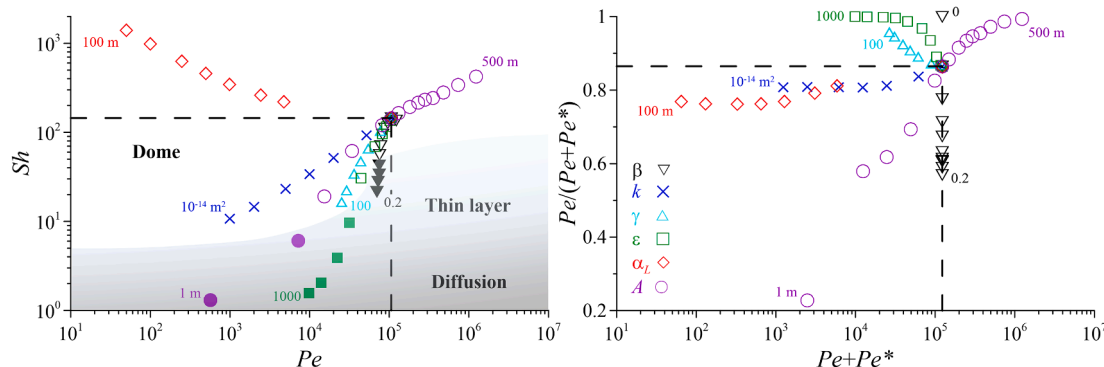 10³
10²
10¹
10⁰
Sh
100 m
500 m
Dome
10⁻¹⁴ m²
100
0.2
Thin layer
1 m
1000
Diffusion
10¹
10²
10³
10⁴
10⁵
10⁶
10⁷
Pe
1
0.8
0.6
0.4
0.2
Pe/(Pe+Pe*)
1000
0
500 m
100
10⁻¹⁴ m²
100 m
0.2
β
k
γ
ε
α_L
A
1 m
10¹
10²
10³
10⁴
10⁵
10⁶
10⁷
Pe+Pe*